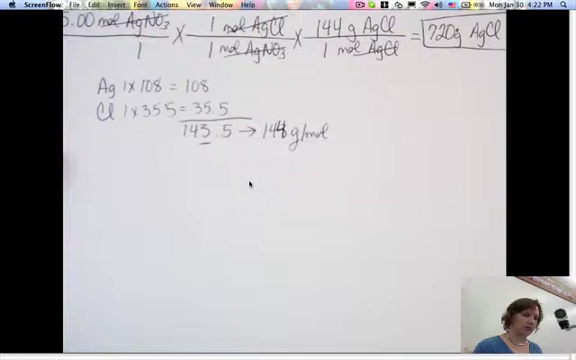 ScreenFlow File Edit Insert Font Actions Arrange View Window Help Mon Jan 30 4:22 PM
5.00 mol AgNO₃ / 1 × 1 mol AgCl / 1 mol AgNO₃ × 144 g AgCl / 1 mol AgCl = 720g AgCl
Ag 1 x 108 = 108
Cl 1 x 35.5 = 35.5
143.5 → 144 g/mol